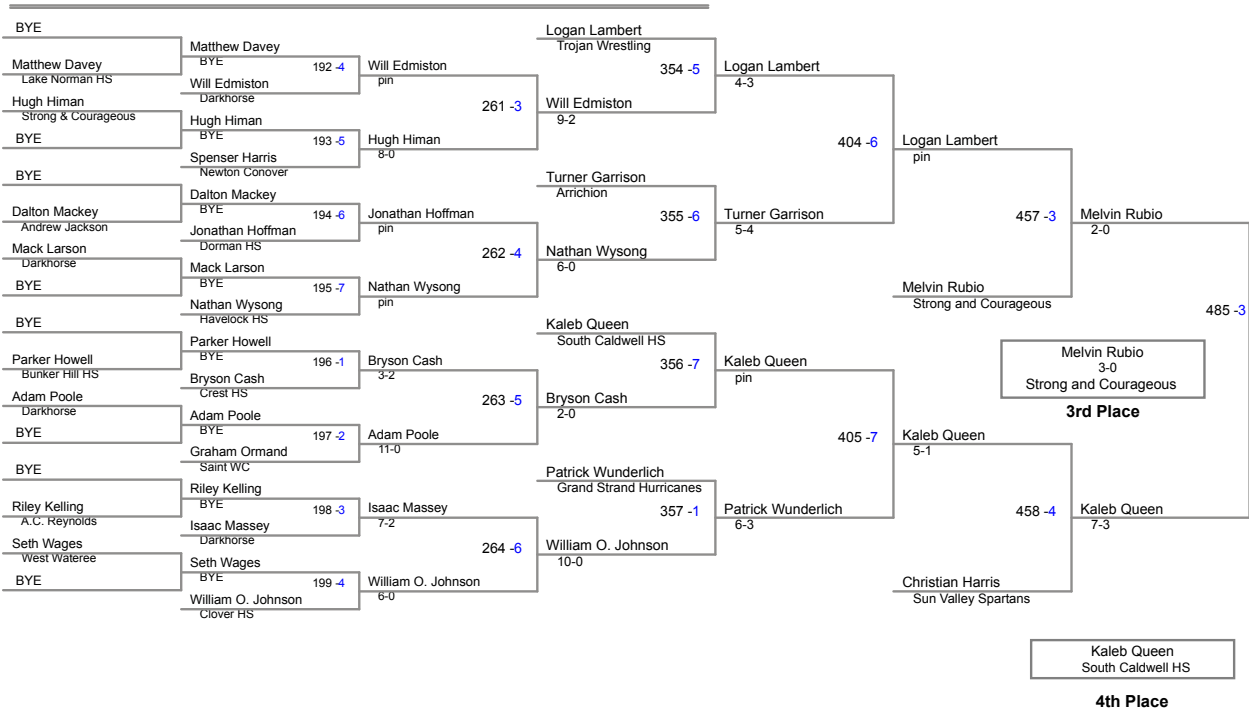 BYE
Matthew Davey
Lake Norman HS
Hugh Himan
Strong & Courageous
BYE
BYE
Dalton Mackey
Andrew Jackson
Mack Larson
Darkhorse
BYE
BYE
Parker Howell
Bunker Hill HS
Adam Poole
Darkhorse
BYE
BYE
Riley Kelling
A.C. Reynolds
Seth Wages
West Wateree
BYE
Matthew Davey
BYE
192 -4
Will Edmiston
Darkhorse
Hugh Himan
BYE
193 -5
Spenser Harris
Newton Conover
Dalton Mackey
BYE
194 -6
Jonathan Hoffman
Dorman HS
Mack Larson
BYE
195 -7
Nathan Wysong
Havelock HS
Parker Howell
BYE
196 -1
Bryson Cash
Crest HS
Adam Poole
BYE
197 -2
Graham Ormand
Saint WC
Riley Kelling
BYE
198 -3
Isaac Massey
Darkhorse
Seth Wages
BYE
199 -4
William O. Johnson
Clover HS
Will Edmiston
pin
261 -3
Hugh Himan
8-0
Jonathan Hoffman
pin
262 -4
Nathan Wysong
pin
Bryson Cash
3-2
263 -5
Adam Poole
11-0
Isaac Massey
7-2
264 -6
William O. Johnson
6-0
Logan Lambert
Trojan Wrestling
354 -5
Will Edmiston
9-2
Turner Garrison
Arrichion
355 -6
Nathan Wysong
6-0
Kaleb Queen
South Caldwell HS
356 -7
Bryson Cash
2-0
Patrick Wunderlich
Grand Strand Hurricanes
357 -1
William O. Johnson
10-0
Logan Lambert
4-3
404 -6
Turner Garrison
5-4
Kaleb Queen
pin
405 -7
Patrick Wunderlich
6-3
Logan Lambert
pin
457 -3
Melvin Rubio
Strong and Courageous
Kaleb Queen
5-1
458 -4
Christian Harris
Sun Valley Spartans
Melvin Rubio
2-0
485 -3
Kaleb Queen
7-3
Melvin Rubio
3-0
Strong and Courageous
3rd Place
Kaleb Queen
South Caldwell HS
4th Place